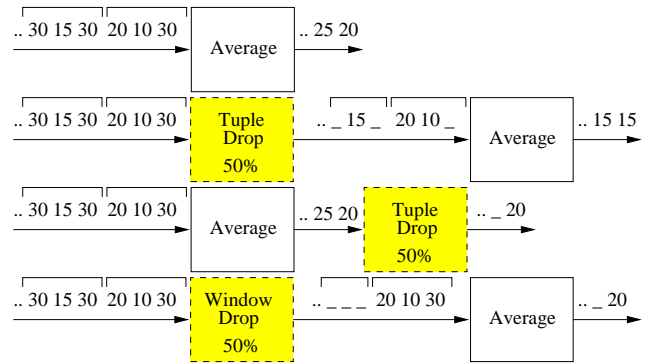 .. 30 15 30 20 10 30 Average .. 25 20
.. 30 15 30 20 10 30 Tuple Drop 50% .. _ 15 _ 20 10 _ Average .. 15 15
.. 30 15 30 20 10 30 Average .. 25 20 Tuple Drop 50% .. _ 20
.. 30 15 30 20 10 30 Window Drop 50% .. _ _ _ 20 10 30 Average .. _ 20